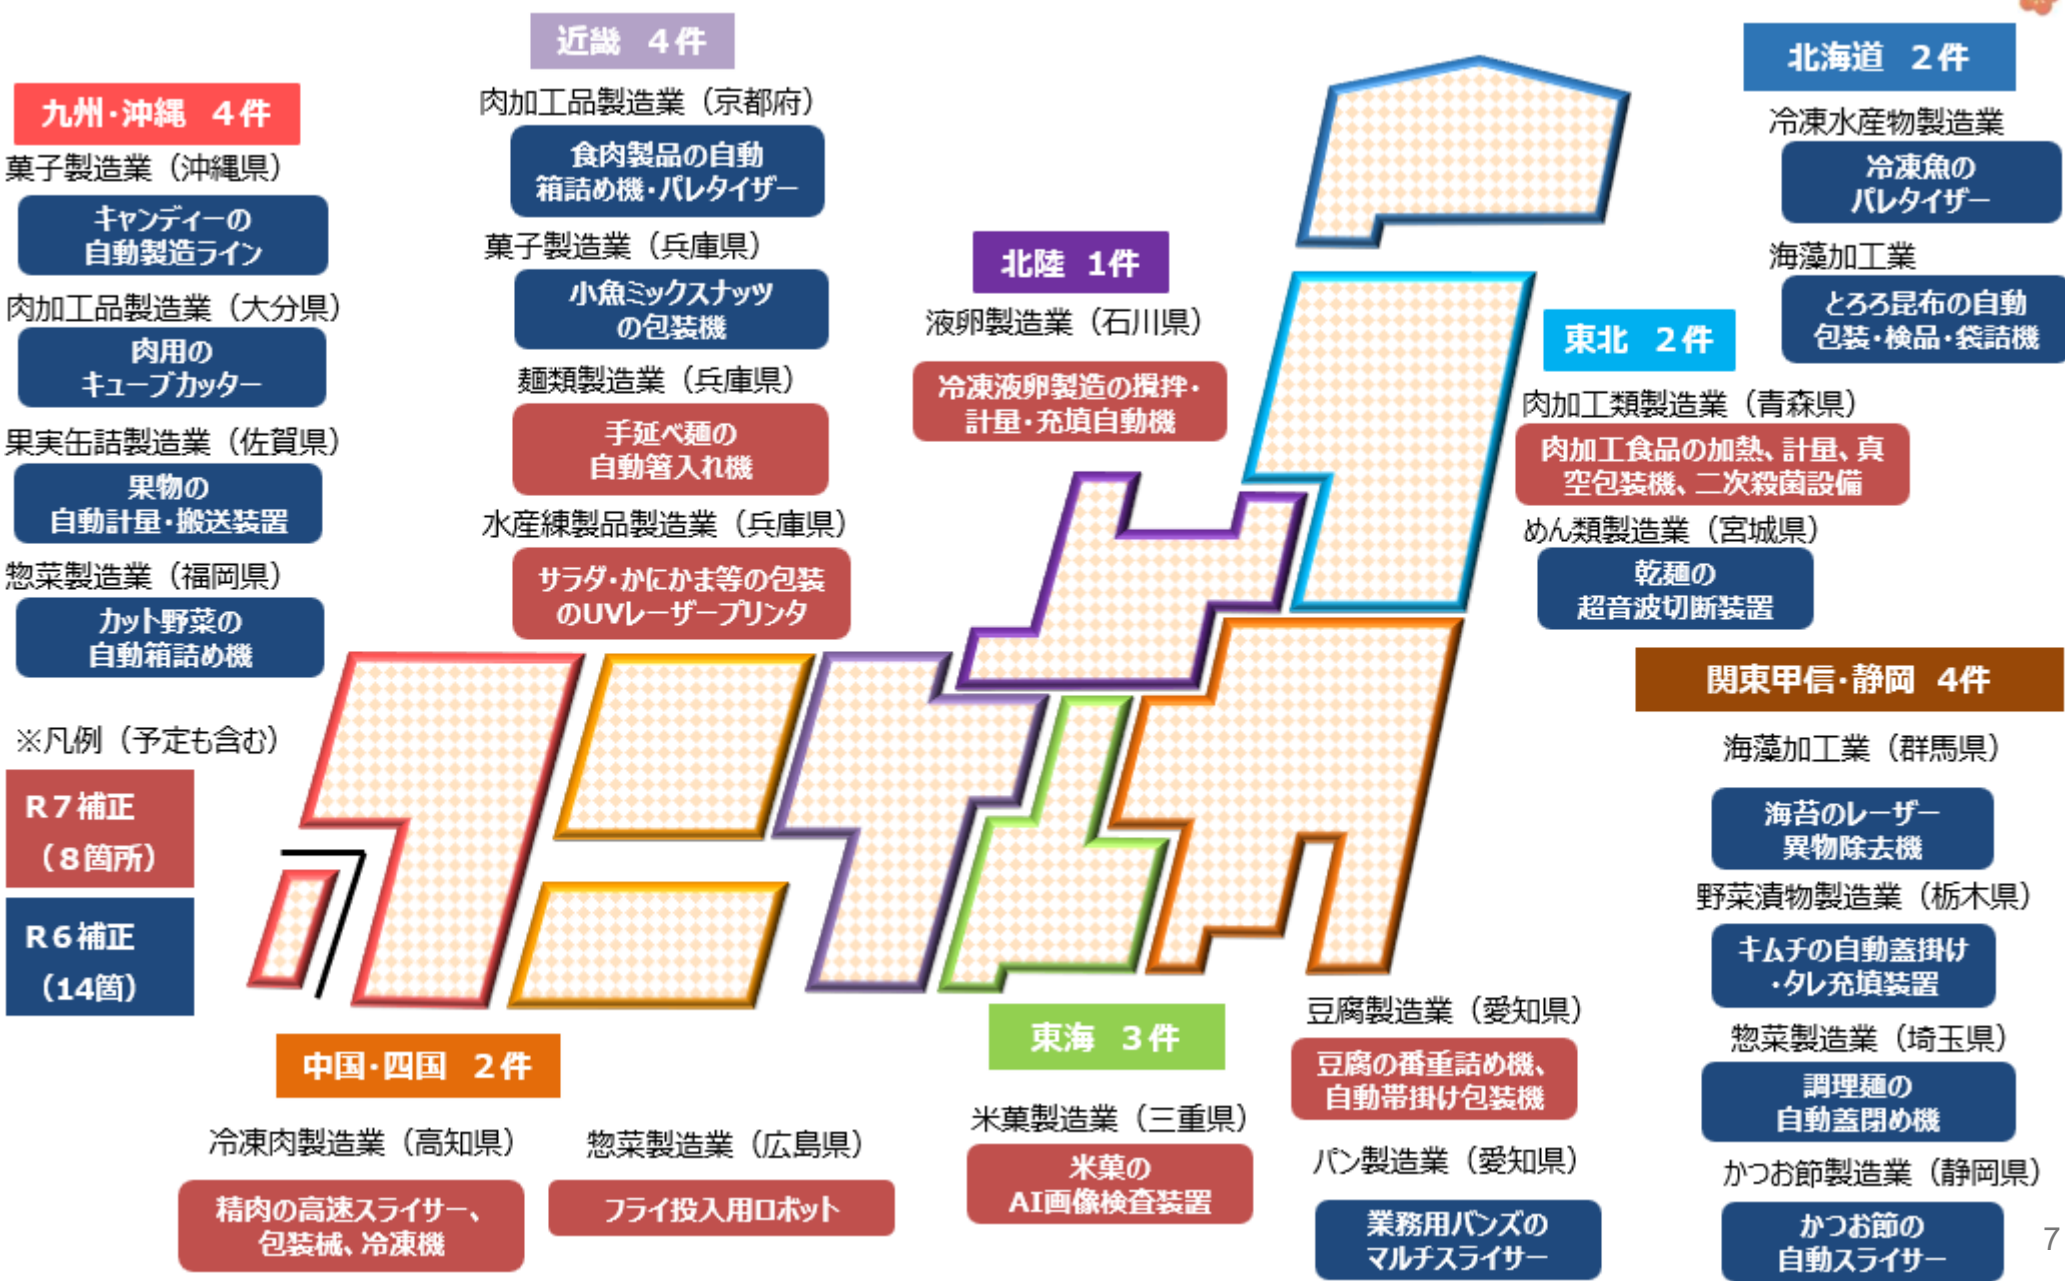 九州・沖縄 4件
菓子製造業（沖縄県）
キャンディーの
自動製造ライン
肉加工品製造業（大分県）
肉用の
キューブカッター
果実缶詰製造業（佐賀県）
果物の
自動計量・搬送装置
惣菜製造業（福岡県）
カット野菜の
自動箱詰め機
※凡例（予定も含む）
R７補正
（８箇所）
R６補正
（14箇）
近畿 4件
肉加工品製造業（京都府）
食肉製品の自動
箱詰め機・パレタイザー
菓子製造業（兵庫県）
小魚ミックスナッツ
の包装機
麺類製造業（兵庫県）
手延べ麺の
自動箸入れ機
水産練製品製造業（兵庫県）
サラダ・かにかま等の包装
のUVレーザープリンタ
北陸 1件
液卵製造業（石川県）
冷凍液卵製造の攪拌・
計量・充填自動機
北海道 2件
冷凍水産物製造業
冷凍魚の
パレタイザー
海藻加工業
とろろ昆布の自動
包装・検品・袋詰機
東北 2件
肉加工類製造業（青森県）
肉加工食品の加熱、計量、真
空包装機、二次殺菌設備
めん類製造業（宮城県）
乾麺の
超音波切断装置
関東甲信・静岡 4件
海藻加工業（群馬県）
海苔のレーザー
異物除去機
野菜漬物製造業（栃木県）
キムチの自動蓋掛け
・タレ充填装置
惣菜製造業（埼玉県）
調理麺の
自動蓋閉め機
かつお節製造業（静岡県）
かつお節の
自動スライサー
中国・四国 2件
冷凍肉製造業（高知県）
精肉の高速スライサー、
包装械、冷凍機
惣菜製造業（広島県）
フライ投入用ロボット
東海 3件
米菓製造業（三重県）
米菓の
AI画像検査装置
豆腐製造業（愛知県）
豆腐の番重詰め機、
自動帯掛け包装機
パン製造業（愛知県）
業務用バンズの
マルチスライサー
7